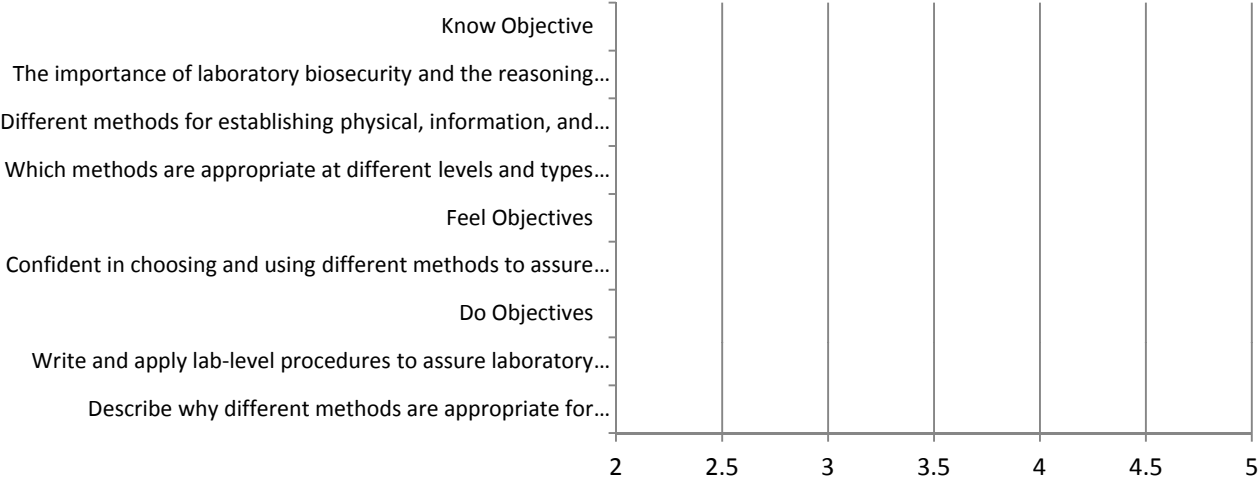 Know Objective
The importance of laboratory biosecurity and the reasoning…
Different methods for establishing physical, information, and…
Which methods are appropriate at different levels and types…
Feel Objectives
Confident in choosing and using different methods to assure…
Do Objectives
Write and apply lab-level procedures to assure laboratory…
Describe why different methods are appropriate for…
2 2.5 3 3.5 4 4.5 5